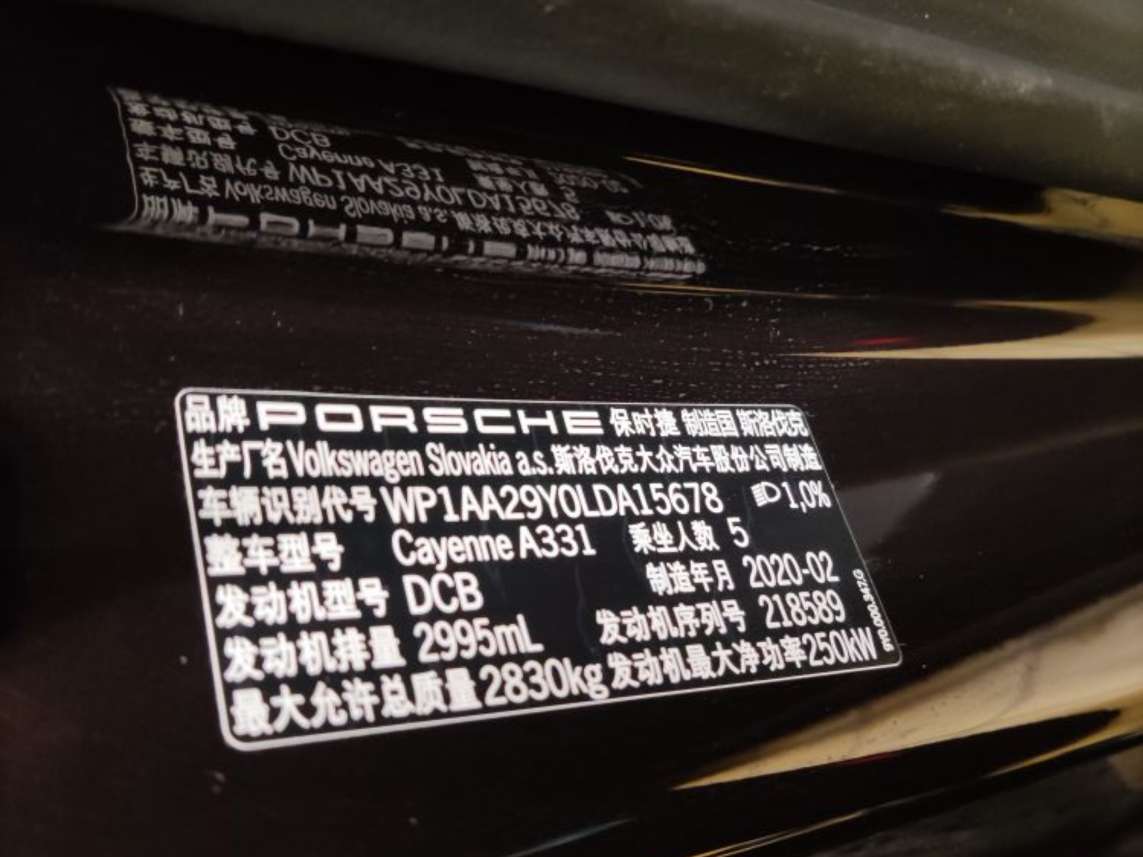 品牌 PORSCHE 保时捷 制造国 斯洛伐克
生产厂名 Volkswagen Slovakia a.s. 斯洛伐克大众汽车股份公司制造
车辆识别代号 WP1AA29Y0LDA15678 1,0%
整车型号 Cayenne A331 乘坐人数 5
发动机型号 DCB 制造年月 2020-02
发动机排量 2995mL 发动机序列号 218589
最大允许总质量 2830kg 发动机最大净功率 250kW
9Y0.000.947.G